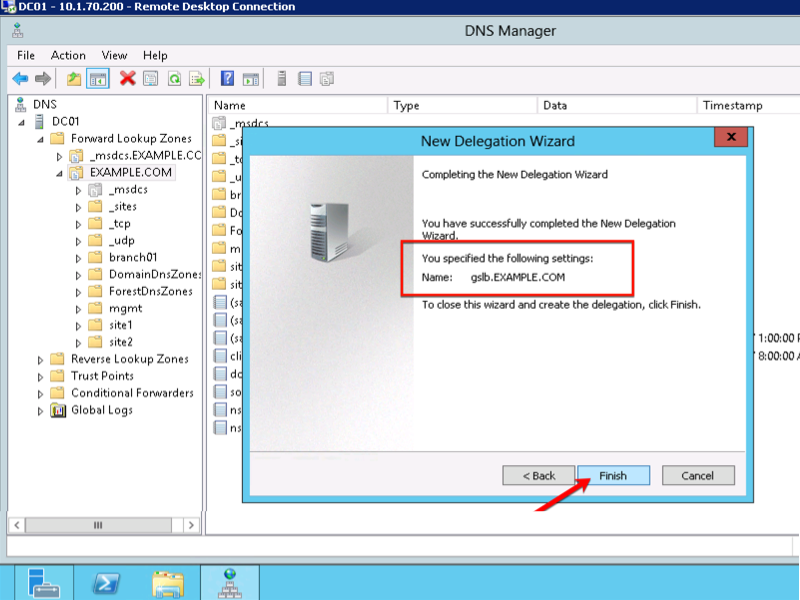 DC01 - 10.1.70.200 - Remote Desktop Connection
DNS Manager
File Action View Help
DNS
DC01
Forward Lookup Zones
_msdcs.EXAMPLE.CC
EXAMPLE.COM
_msdcs
_sites
_tcp
_udp
branch01
DomainDnsZones
ForestDnsZones
mgmt
site1
site2
Reverse Lookup Zones
Trust Points
Conditional Forwarders
Global Logs
Name Type Data Timestamp
_msdcs
_si
_tc
_u
br
Do
Fo
m
sit
sit
(sa
(sa
(sa
cli
dc
so
ns
ns
1:00:00
8:00:00
New Delegation Wizard
x
Completing the New Delegation Wizard
You have successfully completed the New Delegation
Wizard.
You specified the following settings:
Name: gslb.EXAMPLE.COM
To close this wizard and create the delegation, click Finish.
< Back Finish Cancel